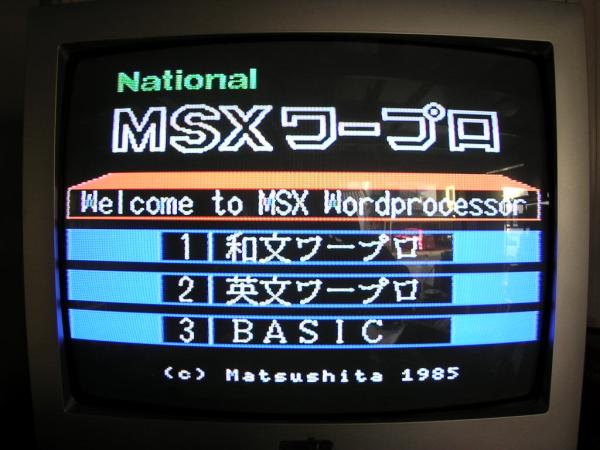 National
MSXワープロ
Welcome to MSX Wordprocessor
1 和文ワープロ
2 英文ワープロ
3 BASIC
(c) Matsushita 1985